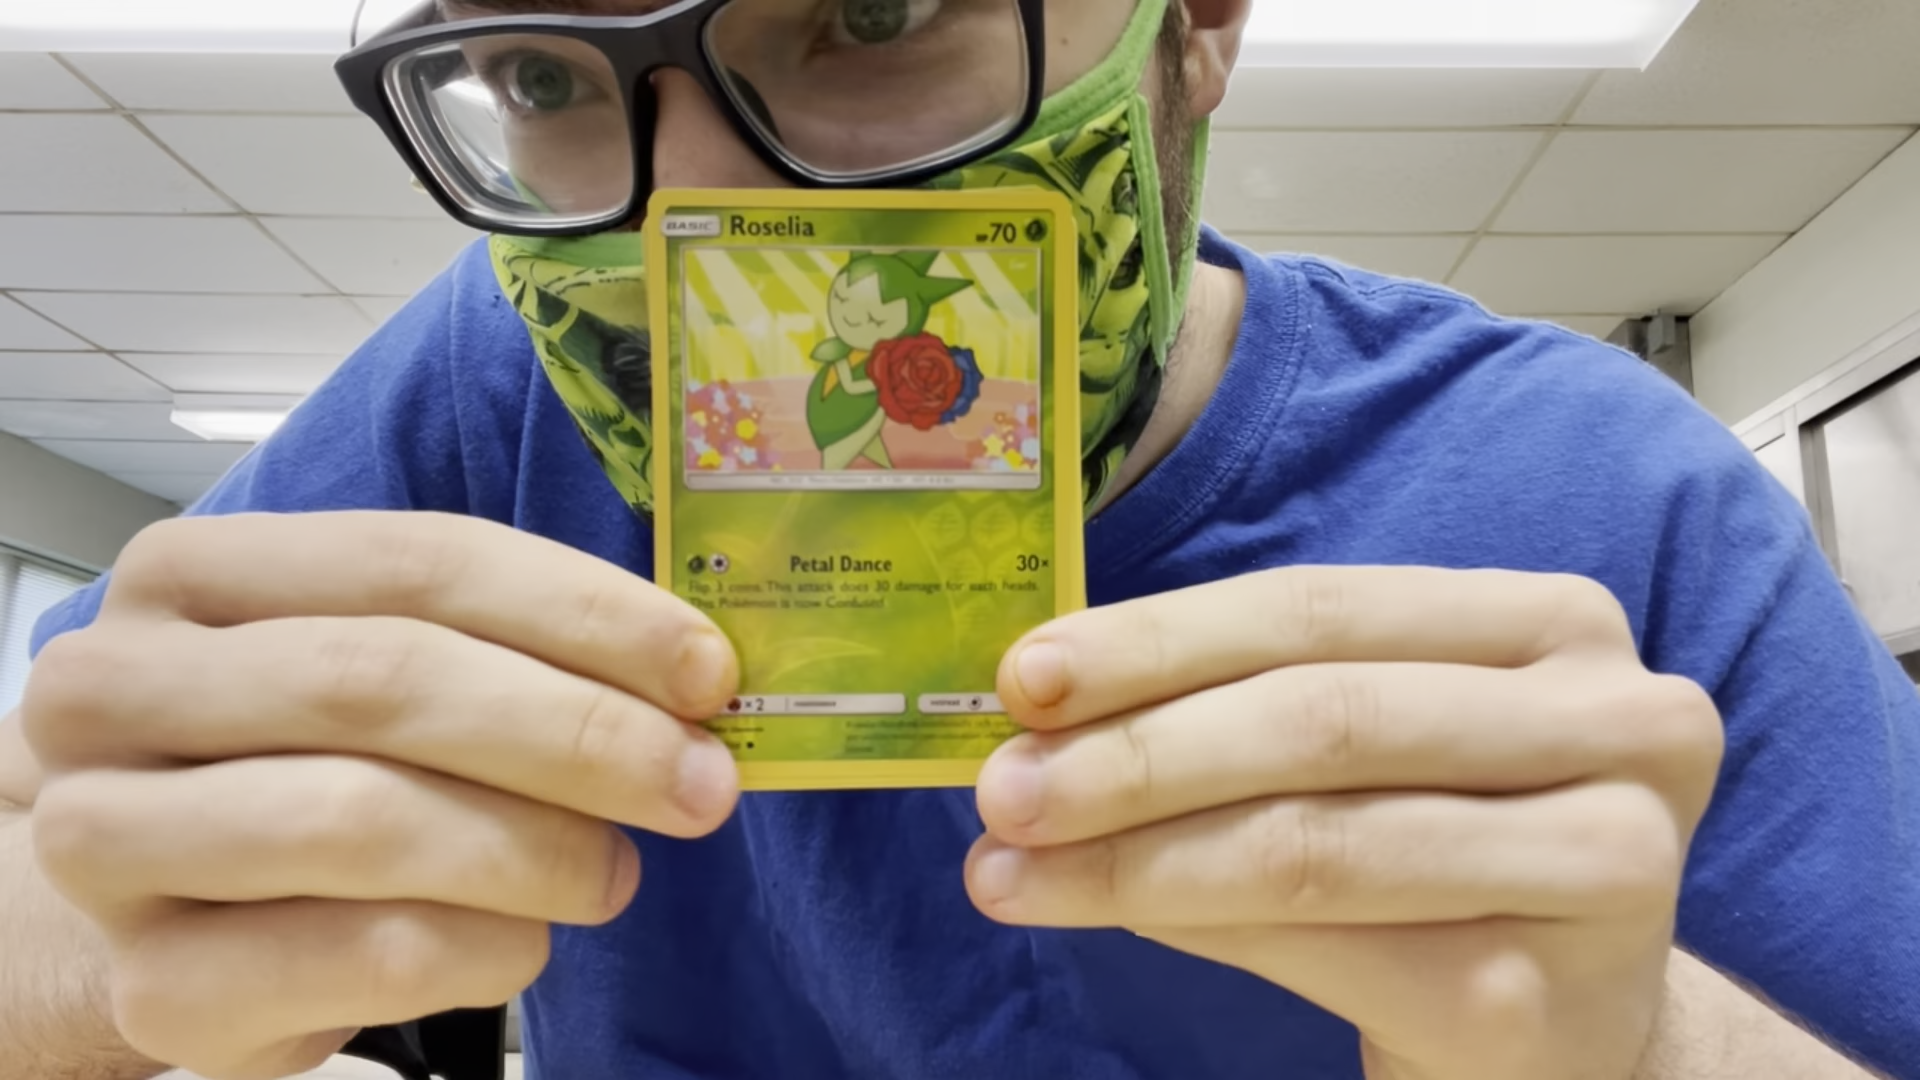 BASIC Roselia HP70
Petal Dance 30×
Flip 3 coins. This attack does 30 damage for each heads.
This Pokémon is now Confused.
×2 resistance retreat